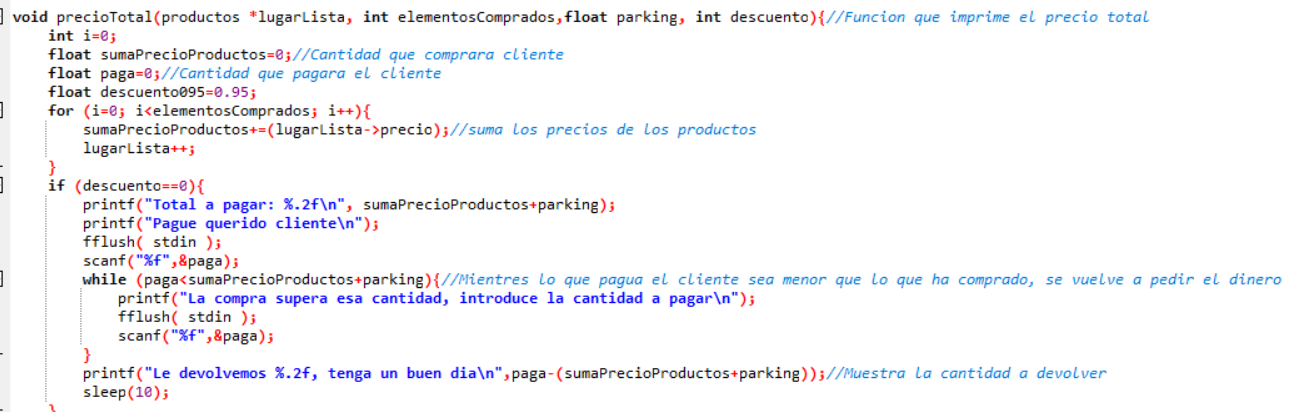 void precioTotal(productos *lugarLista, int elementosComprados,float parking, int descuento){//Funcion que imprime el precio total
int i=0;
float sumaPrecioProductos=0;//Cantidad que comprara cliente
float paga=0;//Cantidad que pagara el cliente
float descuento095=0.95;
for (i=0; i<elementosComprados; i++){
sumaPrecioProductos+=(lugarLista->precio);//suma los precios de los productos
lugarLista++;
}
if (descuento==0){
printf("Total a pagar: %.2f\n", sumaPrecioProductos+parking);
printf("Pague querido cliente\n");
fflush( stdin );
scanf("%f",&paga);
while (paga<sumaPrecioProductos+parking){//Mientres lo que pagua el cliente sea menor que lo que ha comprado, se vuelve a pedir el dinero
printf("La compra supera esa cantidad, introduce la cantidad a pagar\n");
fflush( stdin );
scanf("%f",&paga);
}
printf("Le devolvemos %.2f, tenga un buen dia\n",paga-(sumaPrecioProductos+parking));//Muestra la cantidad a devolver
sleep(10);
}